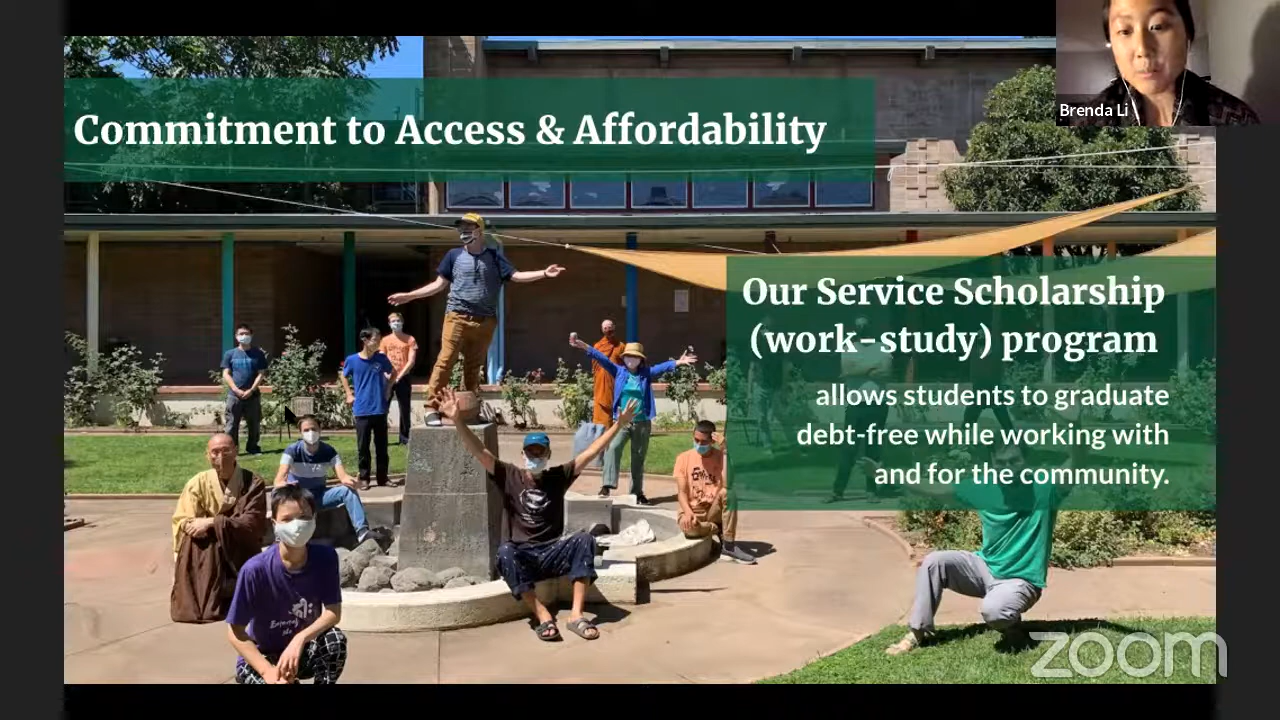 Commitment to Access & Affordability
Brenda Li
Our Service Scholarship
(work-study) program
allows students to graduate
debt-free while working with
and for the community.
zoom